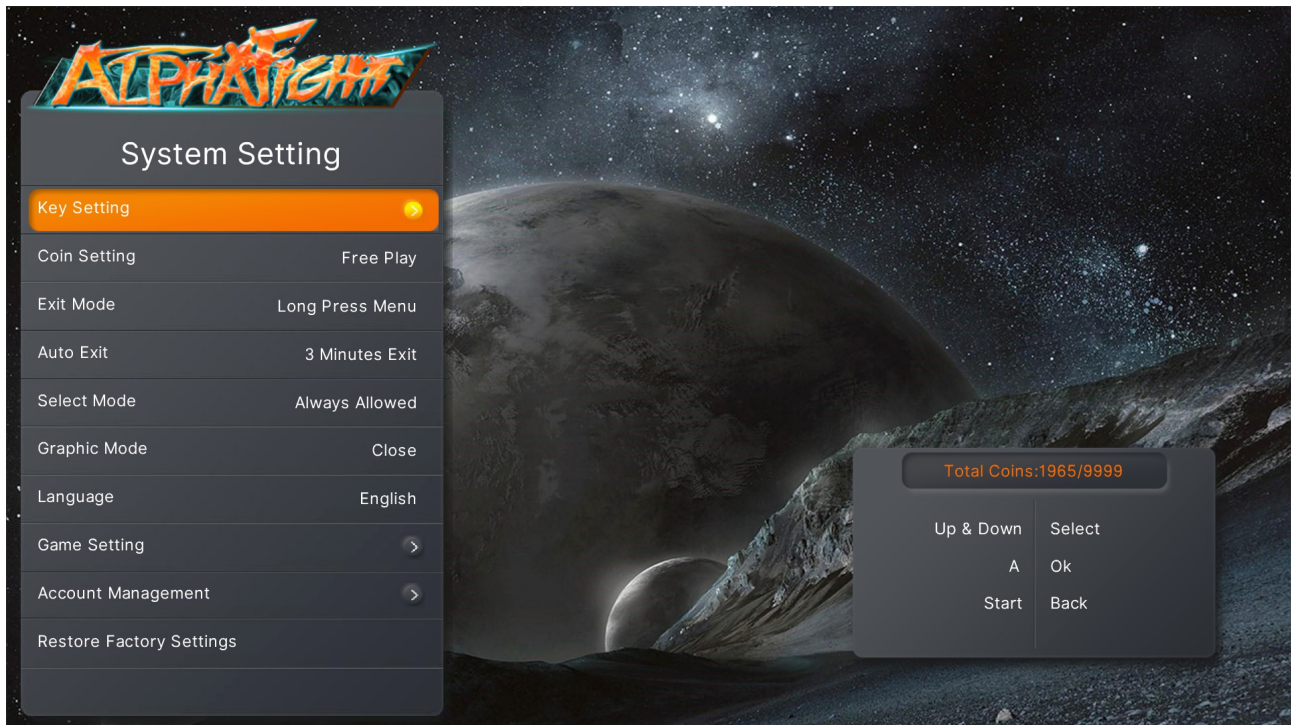 ALPHAFIGHT
System Setting
Key Setting
Coin Setting Free Play
Exit Mode Long Press Menu
Auto Exit 3 Minutes Exit
Select Mode Always Allowed
Graphic Mode Close
Language English
Game Setting
Account Management
Restore Factory Settings
Total Coins:1965/9999
Up & Down Select
A Ok
Start Back